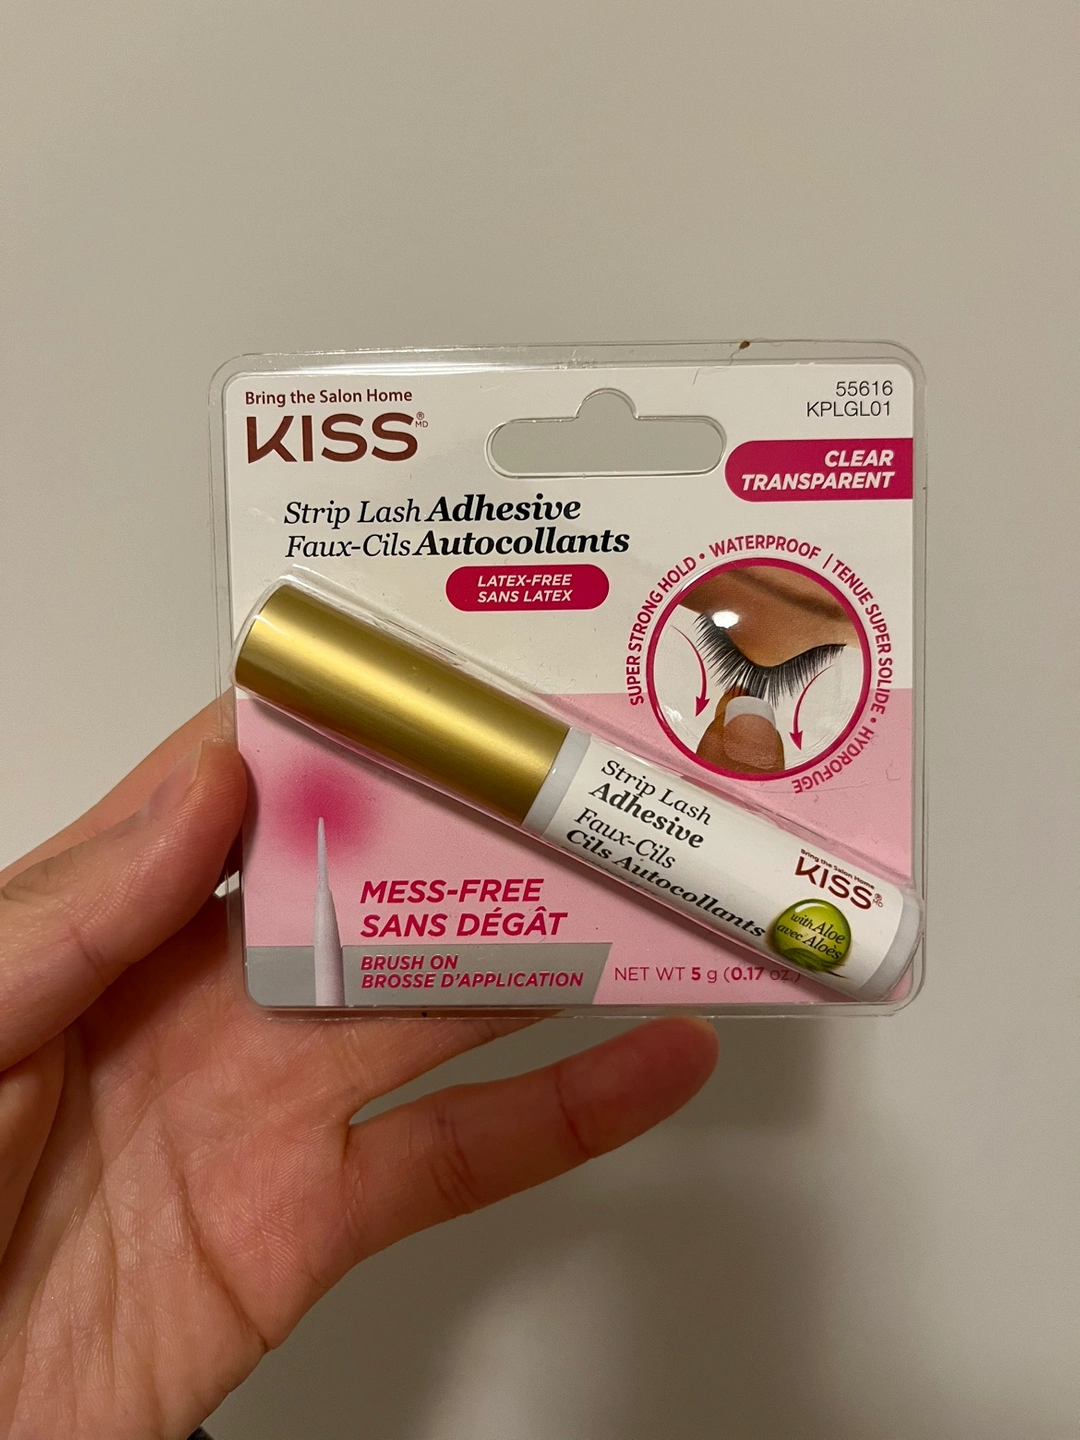 Bring the Salon Home
KISS® MD
55616
KPLGL01
CLEAR
TRANSPARENT
Strip Lash Adhesive
Faux-Cils Autocollants
LATEX-FREE
SANS LATEX
SUPER STRONG HOLD • WATERPROOF | TENUE SUPER SOLIDE • HYDROFUGE
Strip Lash
Adhesive
Faux-Cils
Cils Autocollants
Bring the Salon Home
KISS® MD
with Aloe
avec Aloès
MESS-FREE
SANS DÉGÂT
BRUSH ON
BROSSE D'APPLICATION
NET WT 5 g (0.17 oz.)